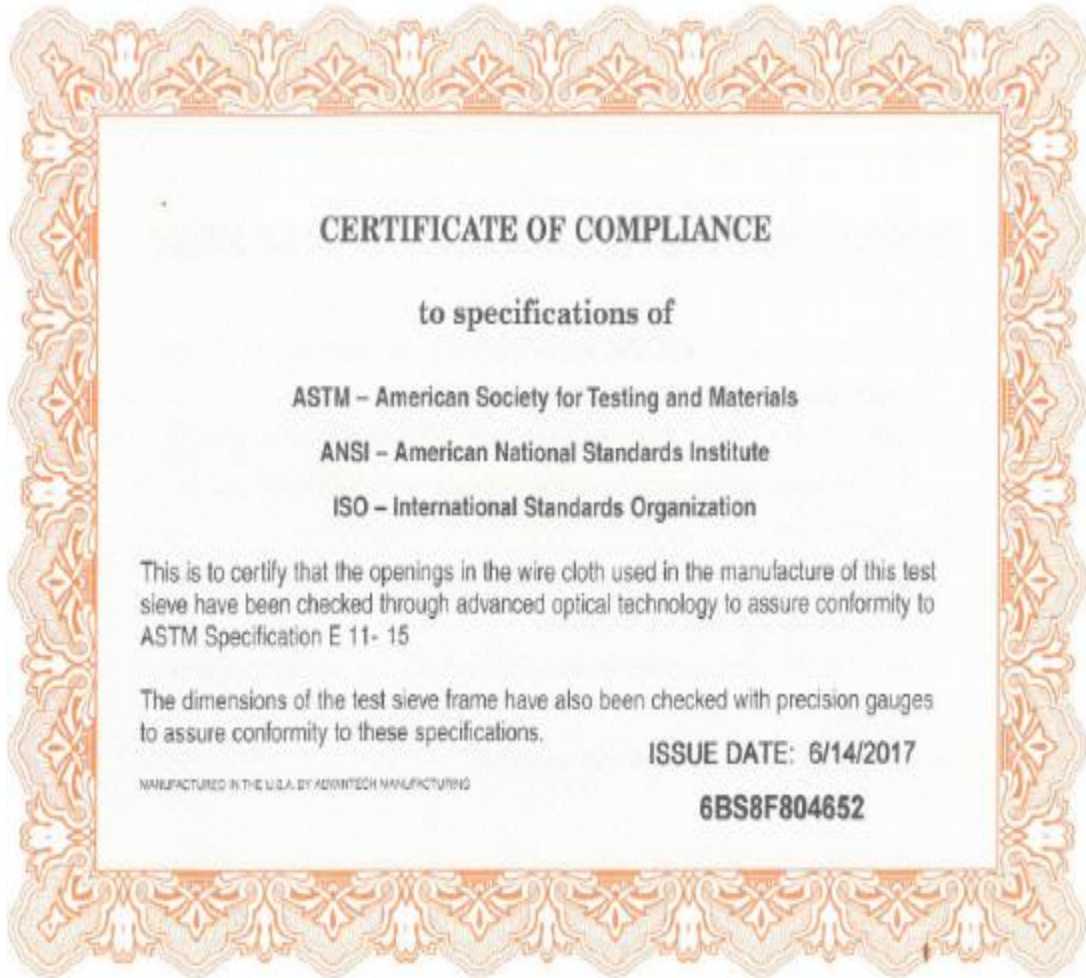 CERTIFICATE OF COMPLIANCE
to specifications of
ASTM – American Society for Testing and Materials
ANSI – American National Standards Institute
ISO – International Standards Organization
This is to certify that the openings in the wire cloth used in the manufacture of this test
sieve have been checked through advanced optical technology to assure conformity to
ASTM Specification E 11- 15
The dimensions of the test sieve frame have also been checked with precision gauges
to assure conformity to these specifications.
ISSUE DATE: 6/14/2017
MANUFACTURED IN THE U.S.A. BY ADVANTECH MANUFACTURING
6BS8F804652